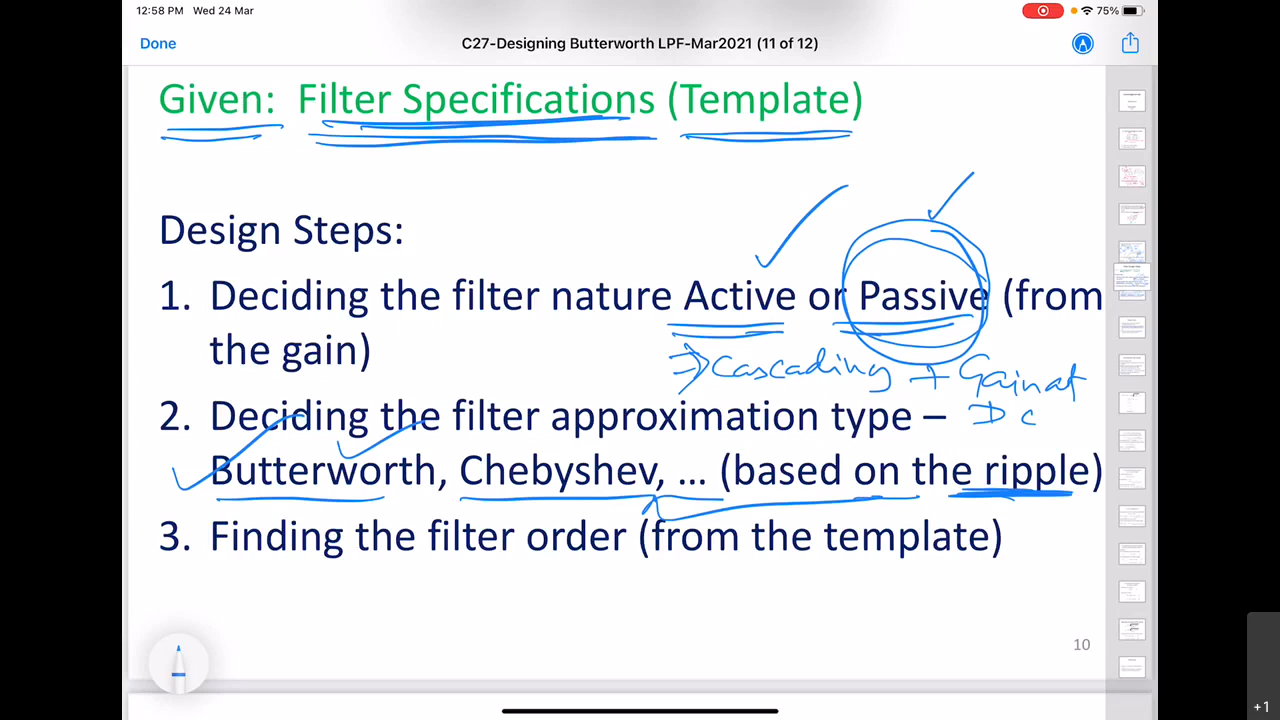 12:58 PM Wed 24 Mar
75%
Done
C27-Designing Butterworth LPF-Mar2021 (11 of 12)
Given: Filter Specifications (Template)
Design Steps:
1. Deciding the filter nature Active or Passive (from
the gain)
⇒ Cascading + Gain at
DC
2. Deciding the filter approximation type –
Butterworth, Chebyshev, ... (based on the ripple)
3. Finding the filter order (from the template)
10
+1